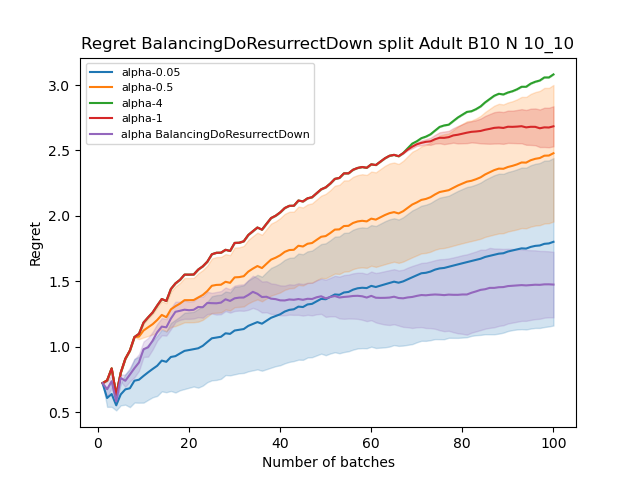 Regret BalancingDoResurrectDown split Adult B10 N 10_10
alpha-0.05
alpha-0.5
alpha-4
alpha-1
alpha BalancingDoResurrectDown
3.0
2.5
2.0
1.5
1.0
0.5
Regret
0 20 40 60 80 100
Number of batches